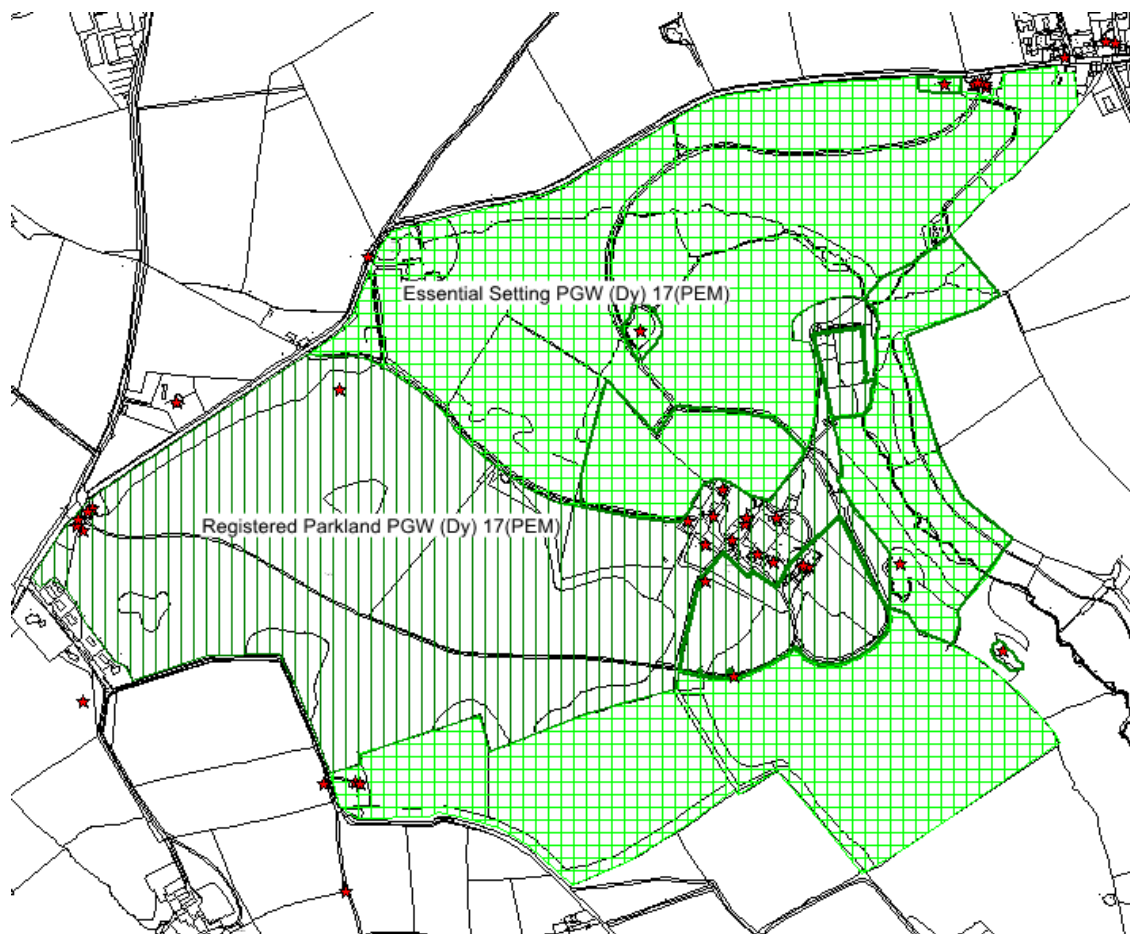 Essential Setting PGW (Dy) 17(PEM)
Registered Parkland PGW (Dy) 17(PEM)